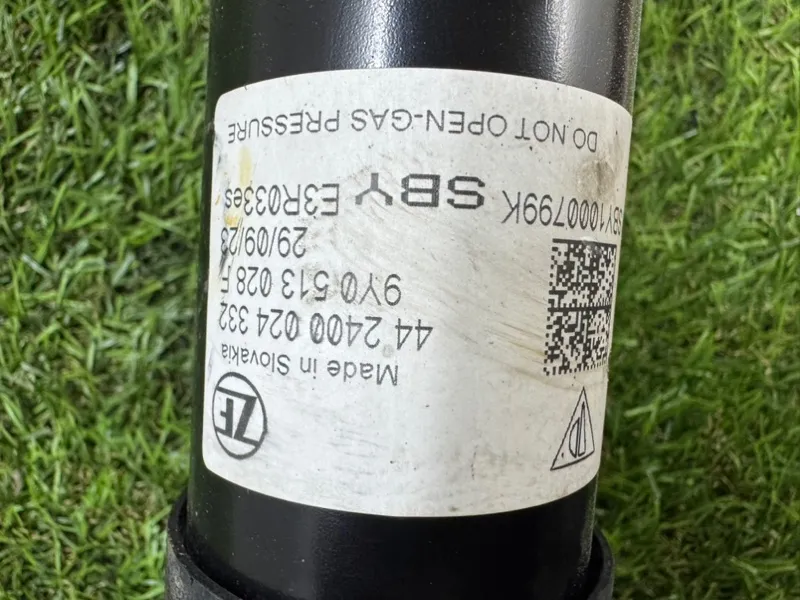 ZF
Made in Slovakia
44 2400 024 332
9Y0 513 028 F
29/09/23
SBY1000799K SBY E3R033es
DO NOT OPEN-GAS PRESSURE